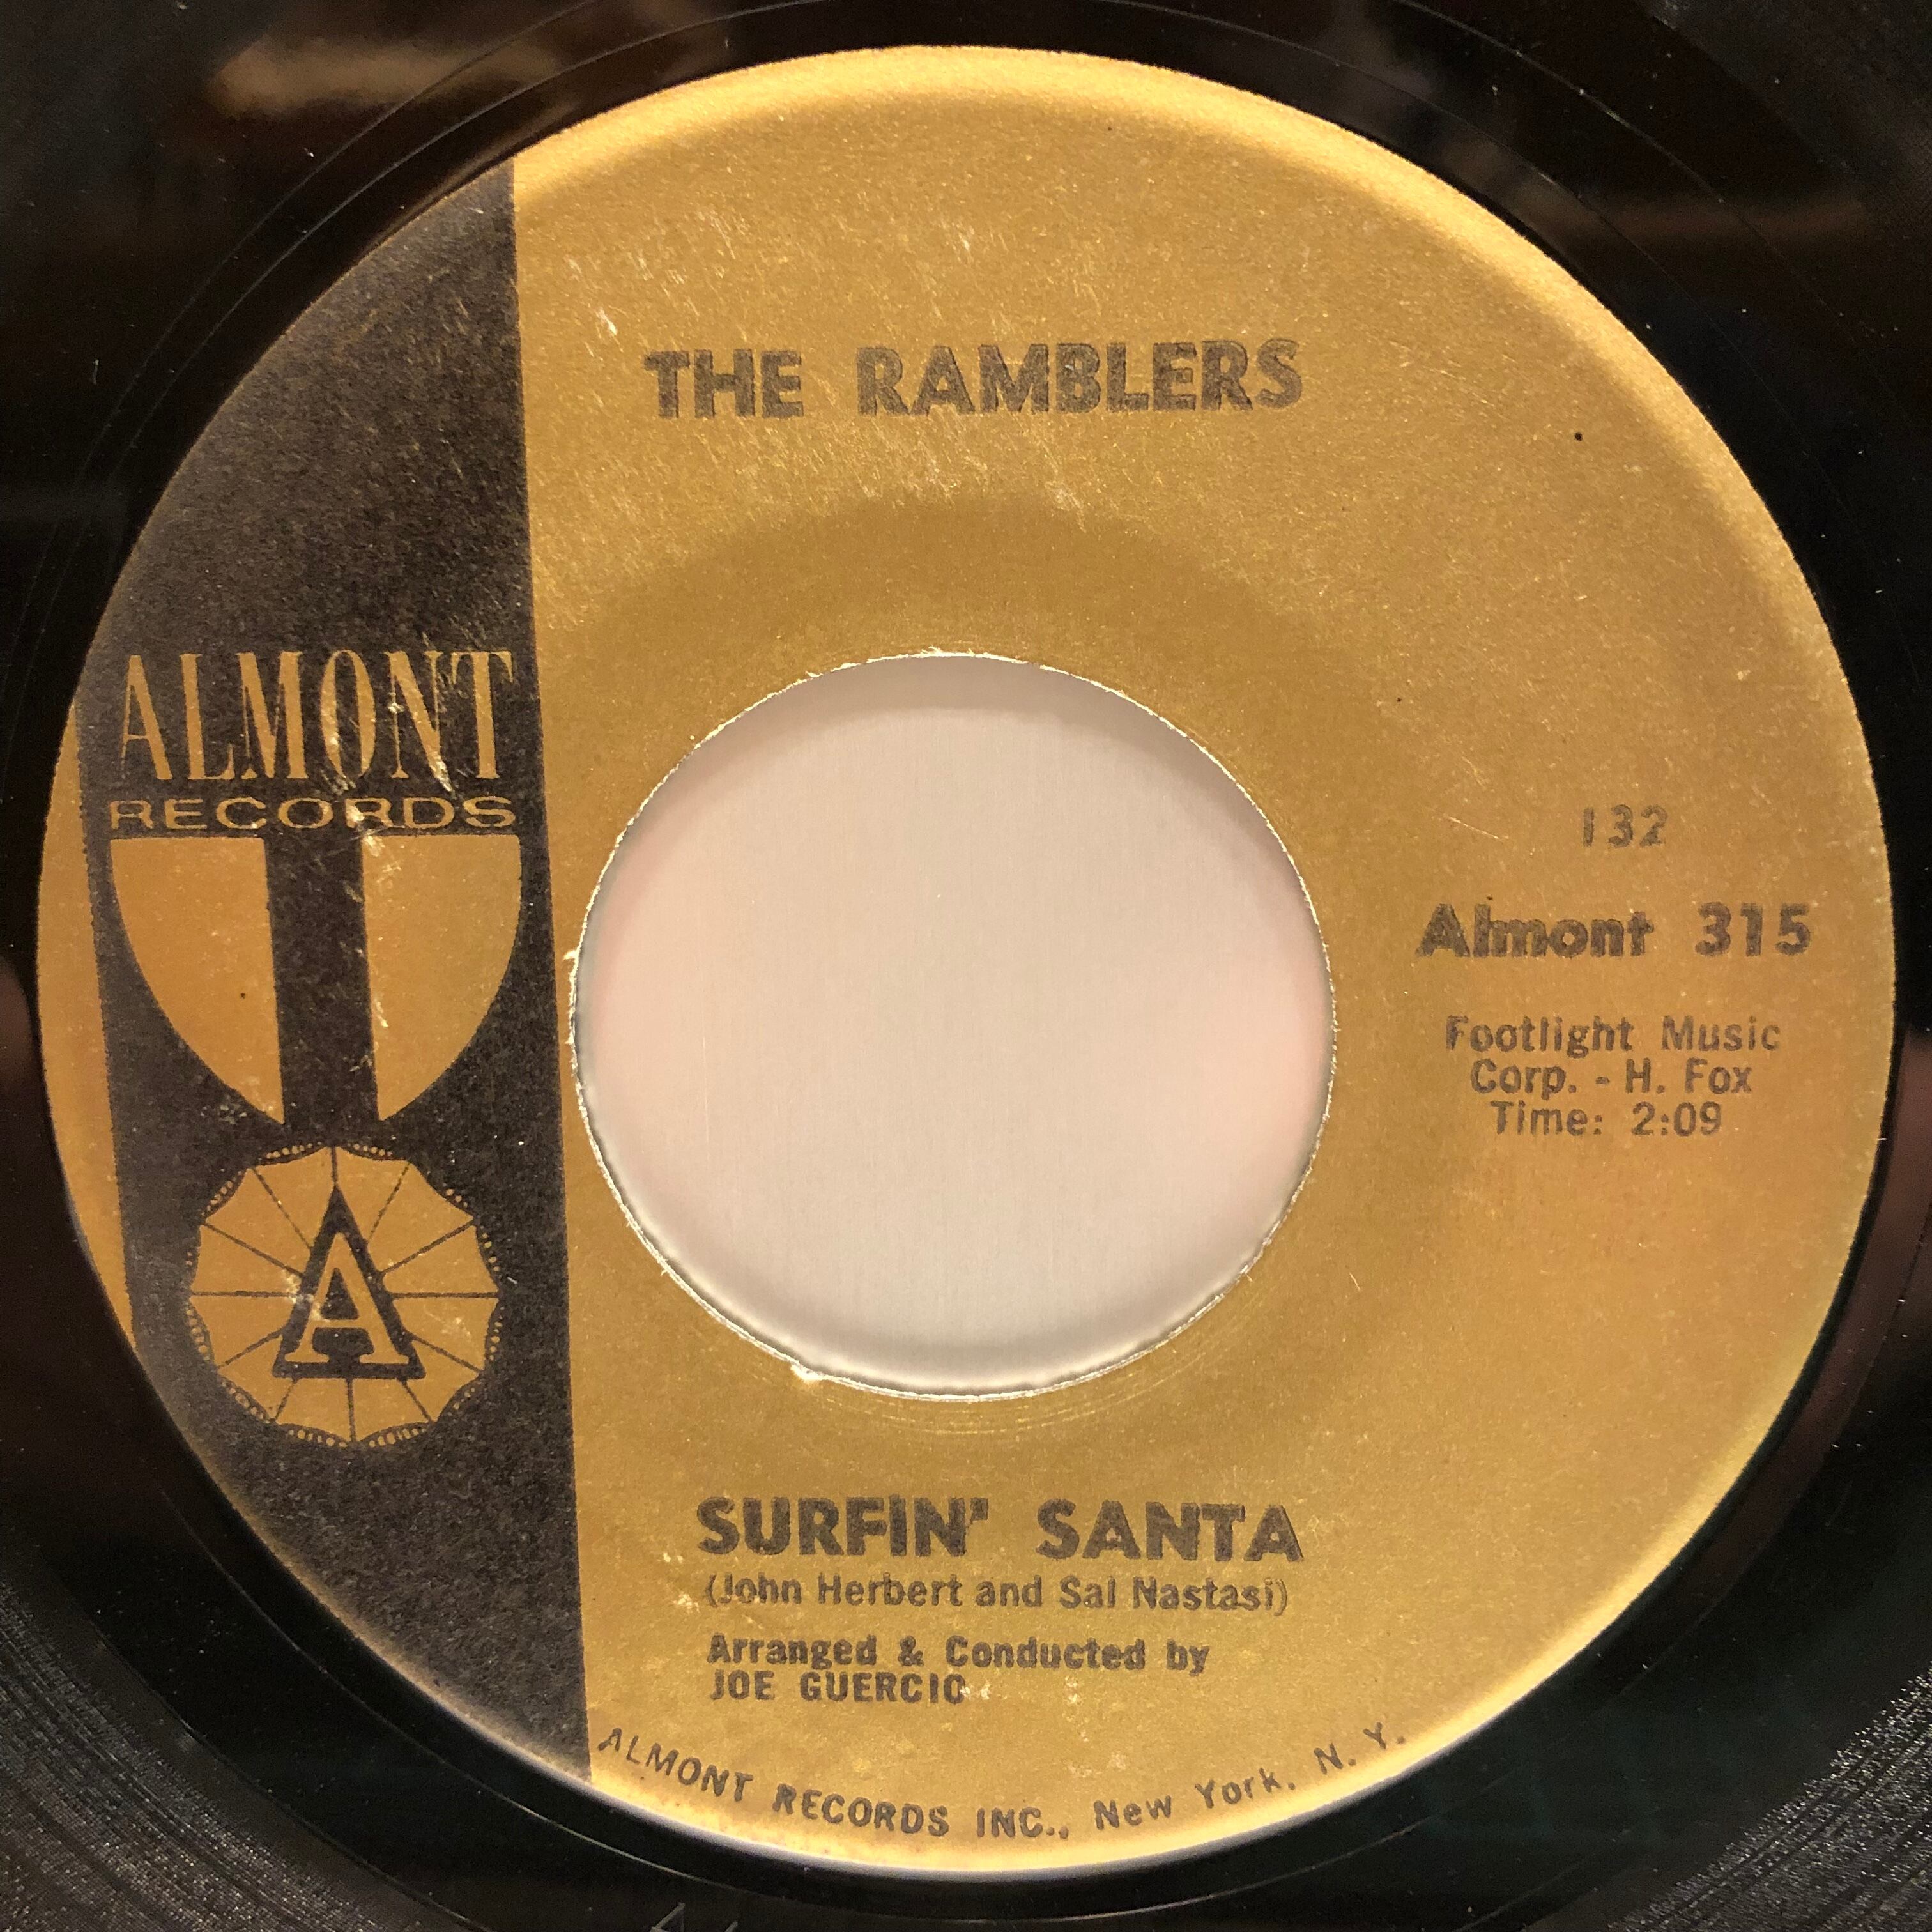 THE RAMBLERS
ALMONT
RECORDS
A
132
Almont 315
Footlight Music
Corp. - H. Fox
Time: 2:09
SURFIN' SANTA
(John Herbert and Sal Nastasi)
Arranged & Conducted by
JOE GUERCIO
ALMONT RECORDS INC., New York, N. Y.